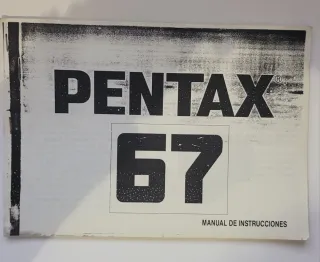 PENTAX
67
MANUAL DE INSTRUCCIONES